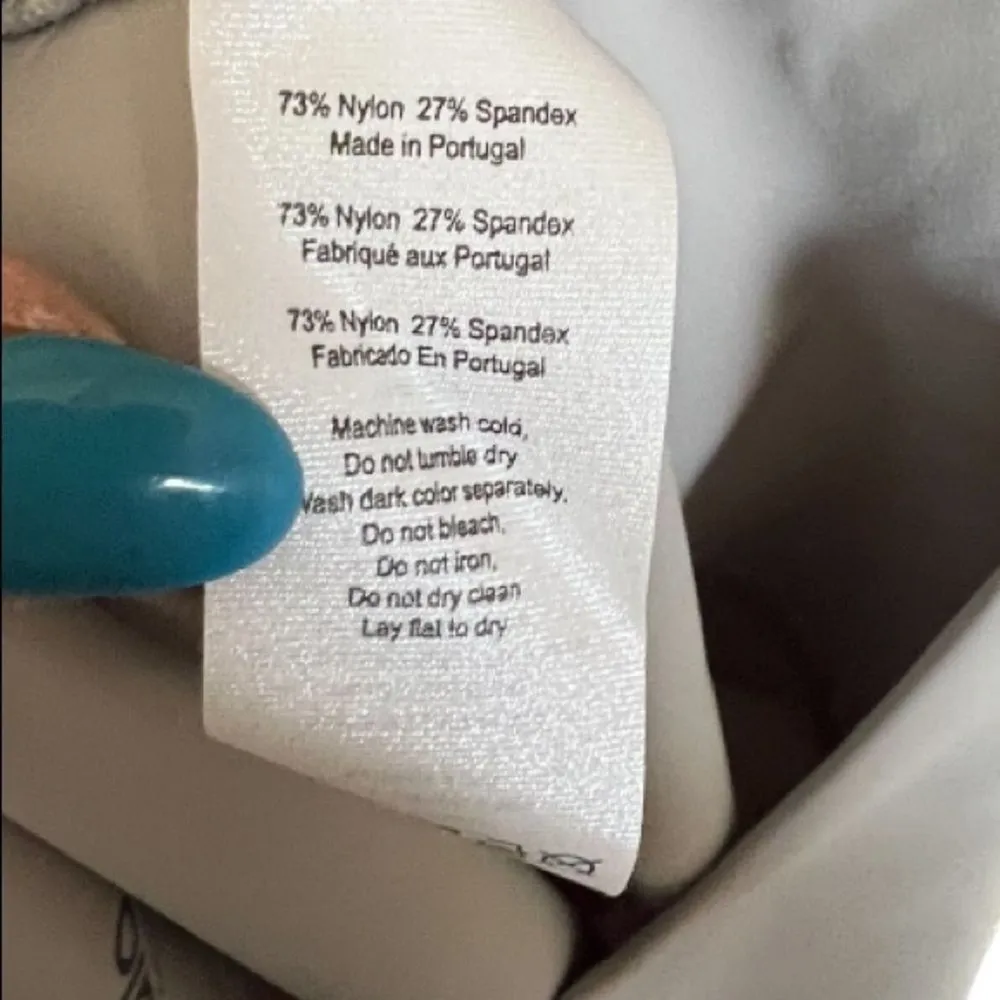 73% Nylon 27% Spandex
Made in Portugal
73% Nylon 27% Spandex
Fabriqué aux Portugal
73% Nylon 27% Spandex
Fabricado En Portugal
Machine wash cold,
Do not tumble dry
Wash dark color separately.
Do not bleach.
Do not iron.
Do not dry clean
Lay flat to dry